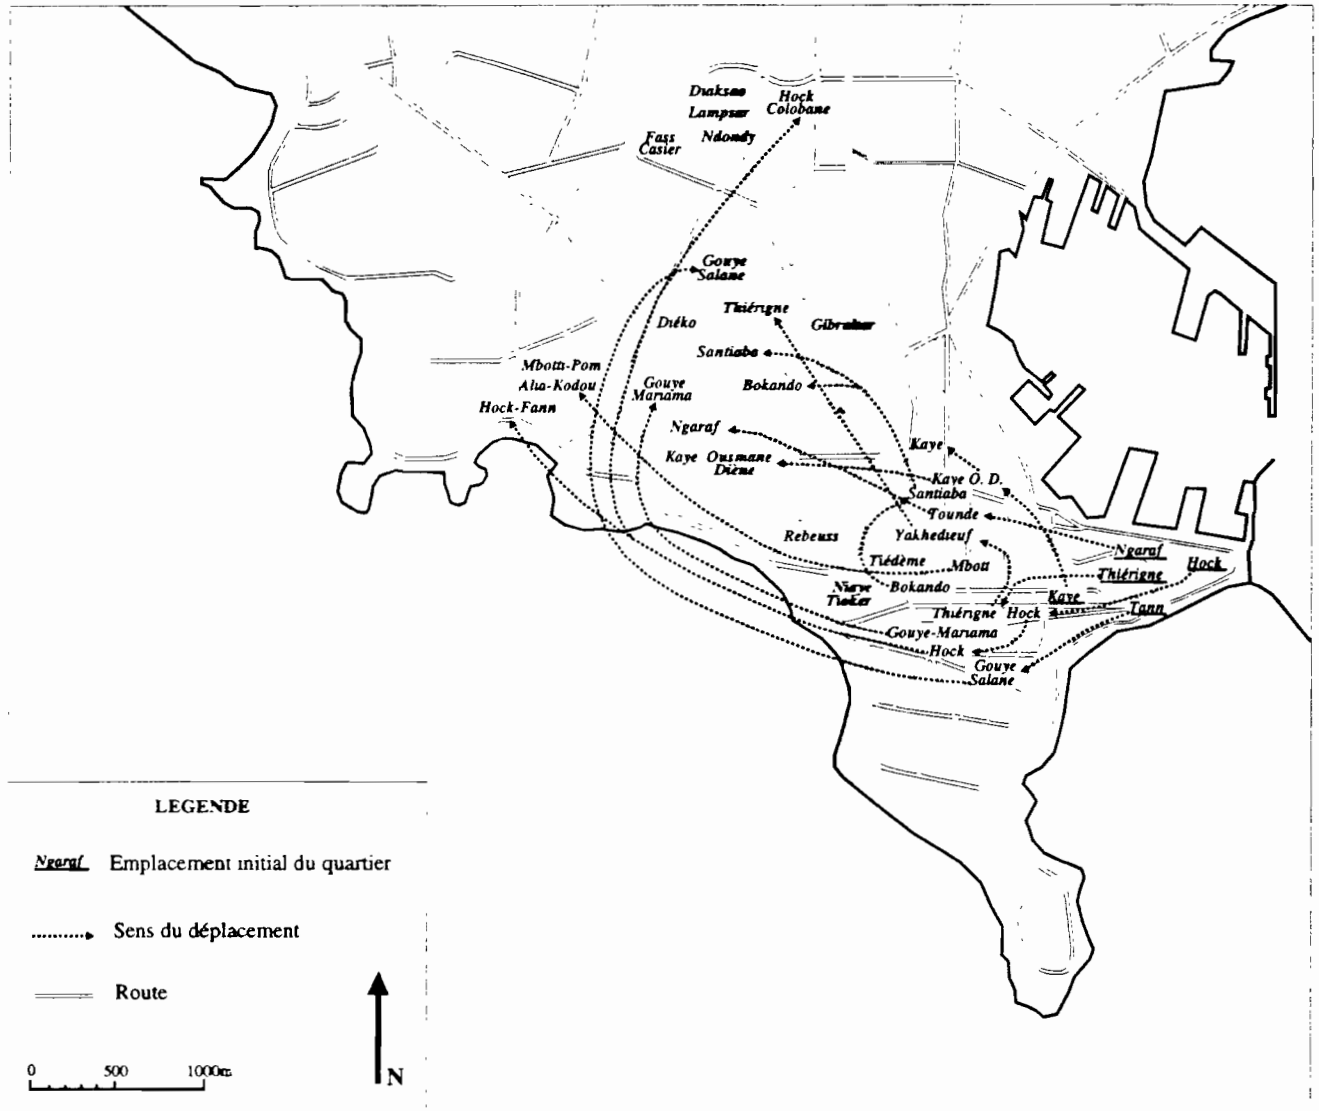 Diaksao
Hock
Colobane
Lampsar
Fass
Casier
Ndondy
Gouye
Salane
Thiérigne
Diéko
Gibraltar
Santiaba
Mbott-Pom
Alia-Kodou
Gouye
Mariama
Bokando
Hock-Fann
Ngaraf
Kaye
Kaye Ousmane
Diène
Kaye O. D.
Santiaba
Tounde
Rebeuss
Yakhedieuf
Ngaraf
Hock
Tiédème
Mbott
Thiérigne
Niaye
Tioker
Bokando
Kaye
Thiérigne
Hock
Tann
Gouye-Mariama
Hock
Gouye
Salane
LEGENDE
Ngaraf Emplacement initial du quartier
Sens du déplacement
Route
0 500 1000m
N